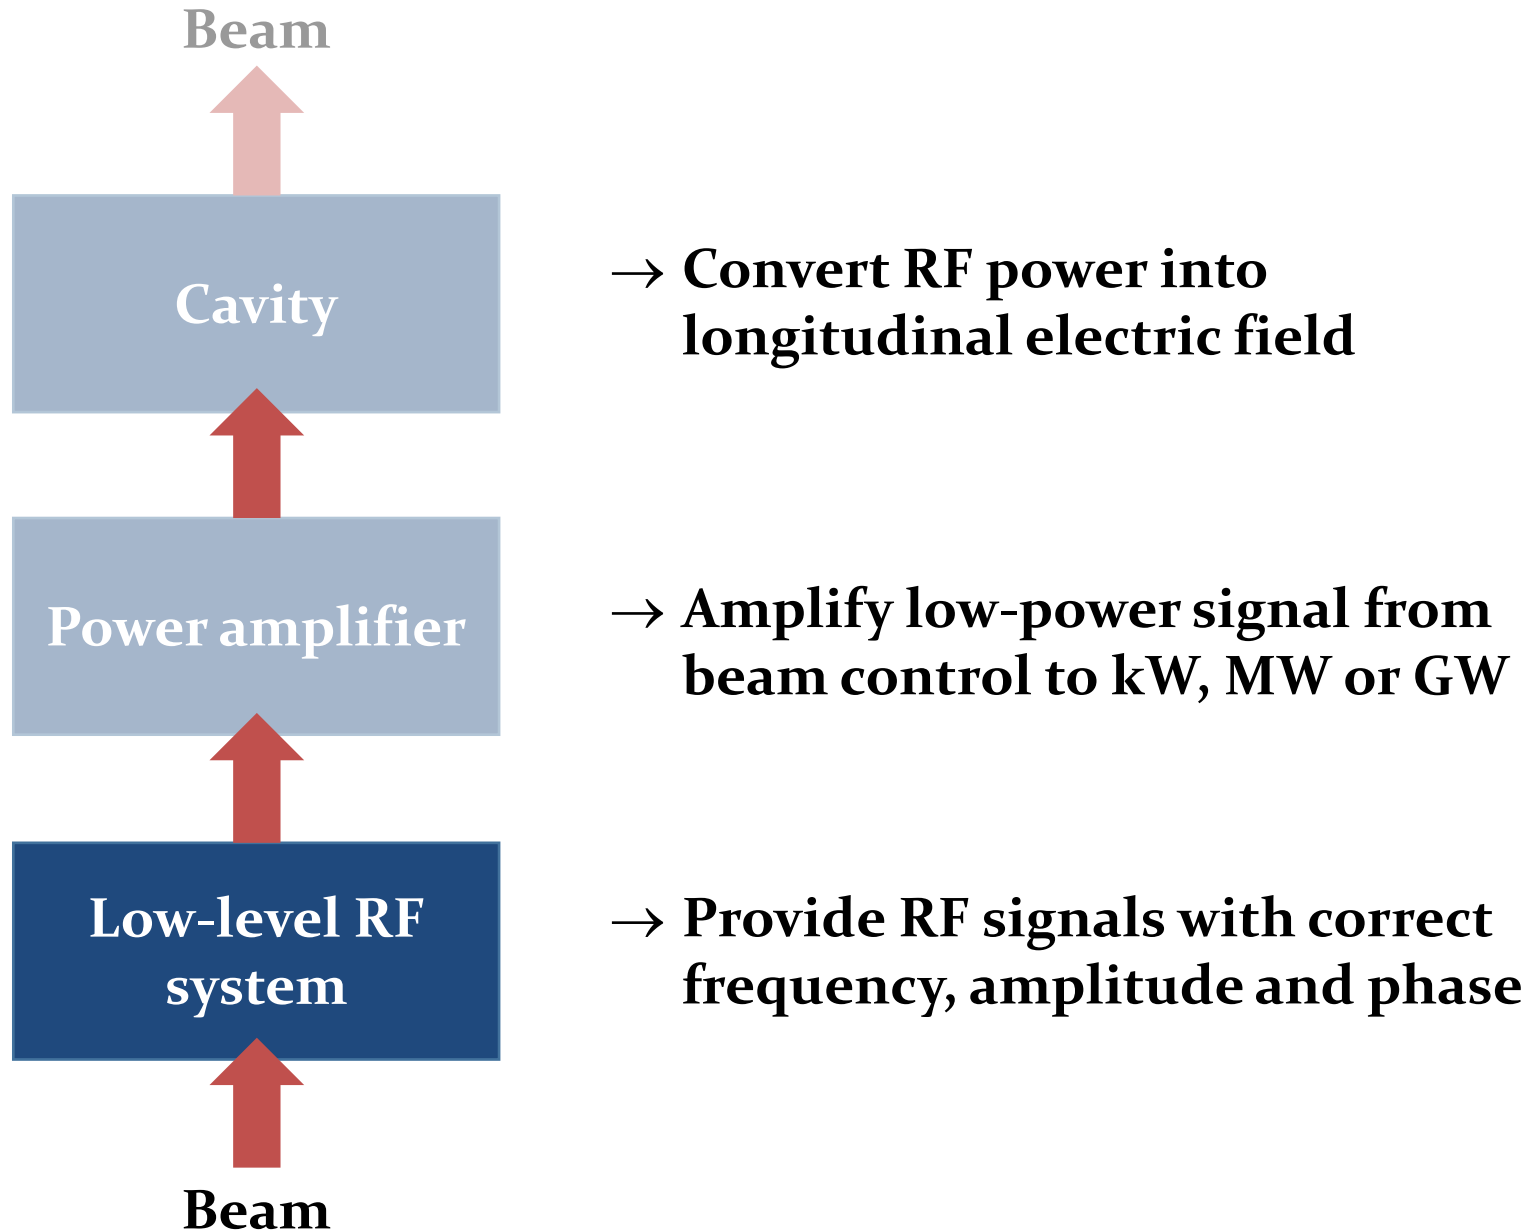 Beam
Cavity
→ Convert RF power into
longitudinal electric field
Power amplifier
→ Amplify low-power signal from
beam control to kW, MW or GW
Low-level RF
system
→ Provide RF signals with correct
frequency, amplitude and phase
Beam